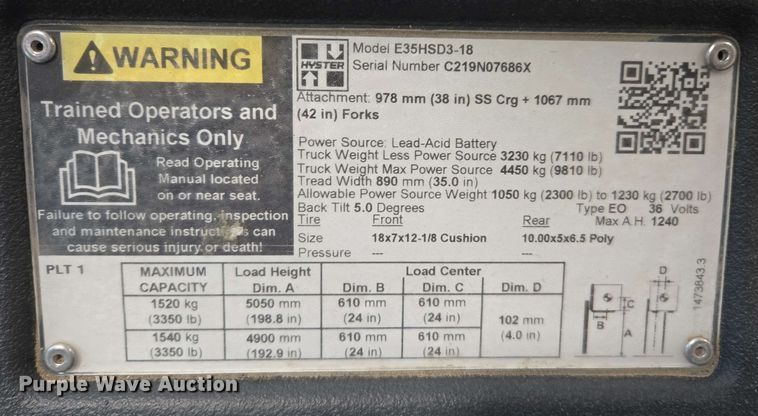 WARNING
Trained Operators and
Mechanics Only
Read Operating
Manual located
on or near seat.
Failure to follow operating, inspection
and maintenance instructions can
cause serious injury or death!
HYSTER
Model E35HSD3-18
Serial Number C219N07686X
Attachment: 978 mm (38 in) SS Crg + 1067 mm
(42 in) Forks
Power Source: Lead-Acid Battery
Truck Weight Less Power Source 3230 kg (7110 lb)
Truck Weight Max Power Source 4450 kg (9810 lb)
Tread Width 890 mm (35.0 in)
Allowable Power Source Weight 1050 kg (2300 lb) to 1230 kg (2700 lb)
Back Tilt 5.0 Degrees Type EO 36 Volts
Tire Front Rear Max A.H. 1240
Size 18x7x12-1/8 Cushion 10.00x5x6.5 Poly
Pressure --- ---
PLT 1
MAXIMUM CAPACITY Load Height Dim. A Load Center Dim. B Dim. C Dim. D
1520 kg 5050 mm 610 mm 610 mm
(3350 lb) (198.8 in) (24 in) (24 in)
102 mm
(4.0 in)
1540 kg 4900 mm 610 mm 610 mm
(3350 lb) (192.9 in) (24 in) (24 in)
D
C
B
A
1473843.3
Purple Wave Auction